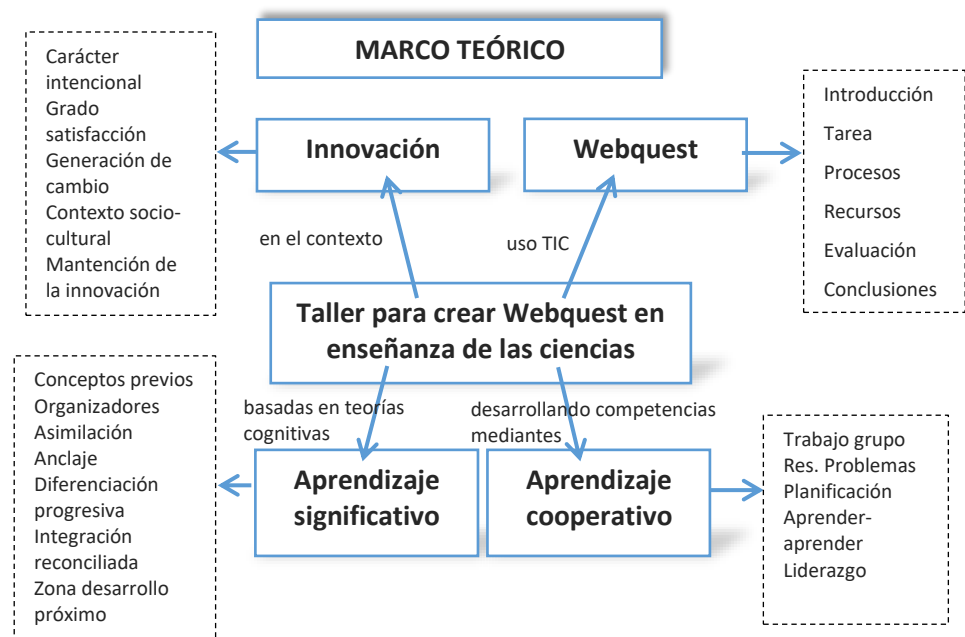 MARCO TEÓRICO
Carácter
intencional
Grado
satisfacción
Generación de
cambio
Contexto socio-
cultural
Mantención de
la innovación
Innovación
Webquest
Introducción
Tarea
Procesos
Recursos
Evaluación
Conclusiones
en el contexto
uso TIC
Taller para crear Webquest en
enseñanza de las ciencias
basadas en teorías
cognitivas
desarrollando competencias
mediantes
Conceptos previos
Organizadores
Asimilación
Anclaje
Diferenciación
progresiva
Integración
reconciliada
Zona desarrollo
próximo
Aprendizaje
significativo
Aprendizaje
cooperativo
Trabajo grupo
Res. Problemas
Planificación
Aprender-
aprender
Liderazgo